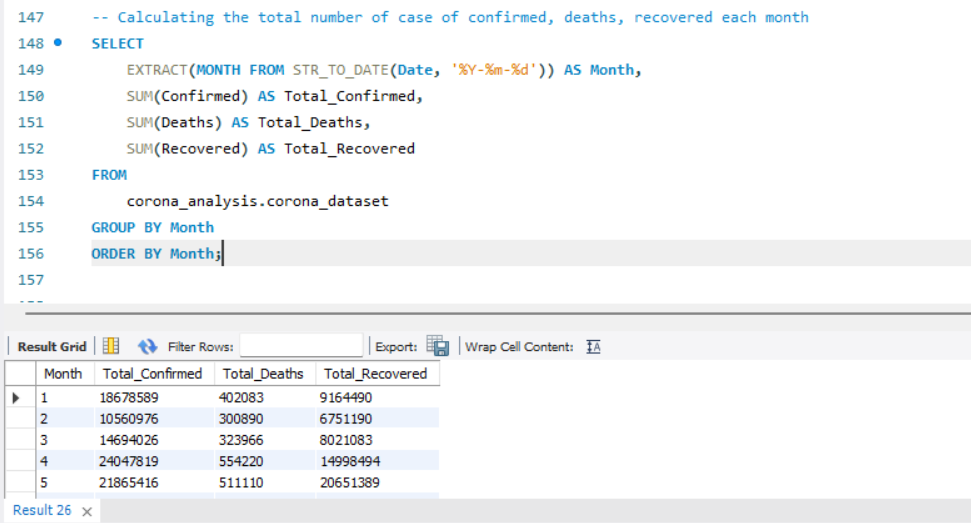 147 -- Calculating the total number of case of confirmed, deaths, recovered each month
148 SELECT
149 EXTRACT(MONTH FROM STR_TO_DATE(Date, '%Y-%m-%d')) AS Month,
150 SUM(Confirmed) AS Total_Confirmed,
151 SUM(Deaths) AS Total_Deaths,
152 SUM(Recovered) AS Total_Recovered
153 FROM
154 corona_analysis.corona_dataset
155 GROUP BY Month
156 ORDER BY Month;
157
Result Grid Filter Rows: Export: Wrap Cell Content: IA
Month Total_Confirmed Total_Deaths Total_Recovered
1 18678589 402083 9164490
2 10560976 300890 6751190
3 14694026 323966 8021083
4 24047819 554220 14998494
5 21865416 511110 20651389
Result 26